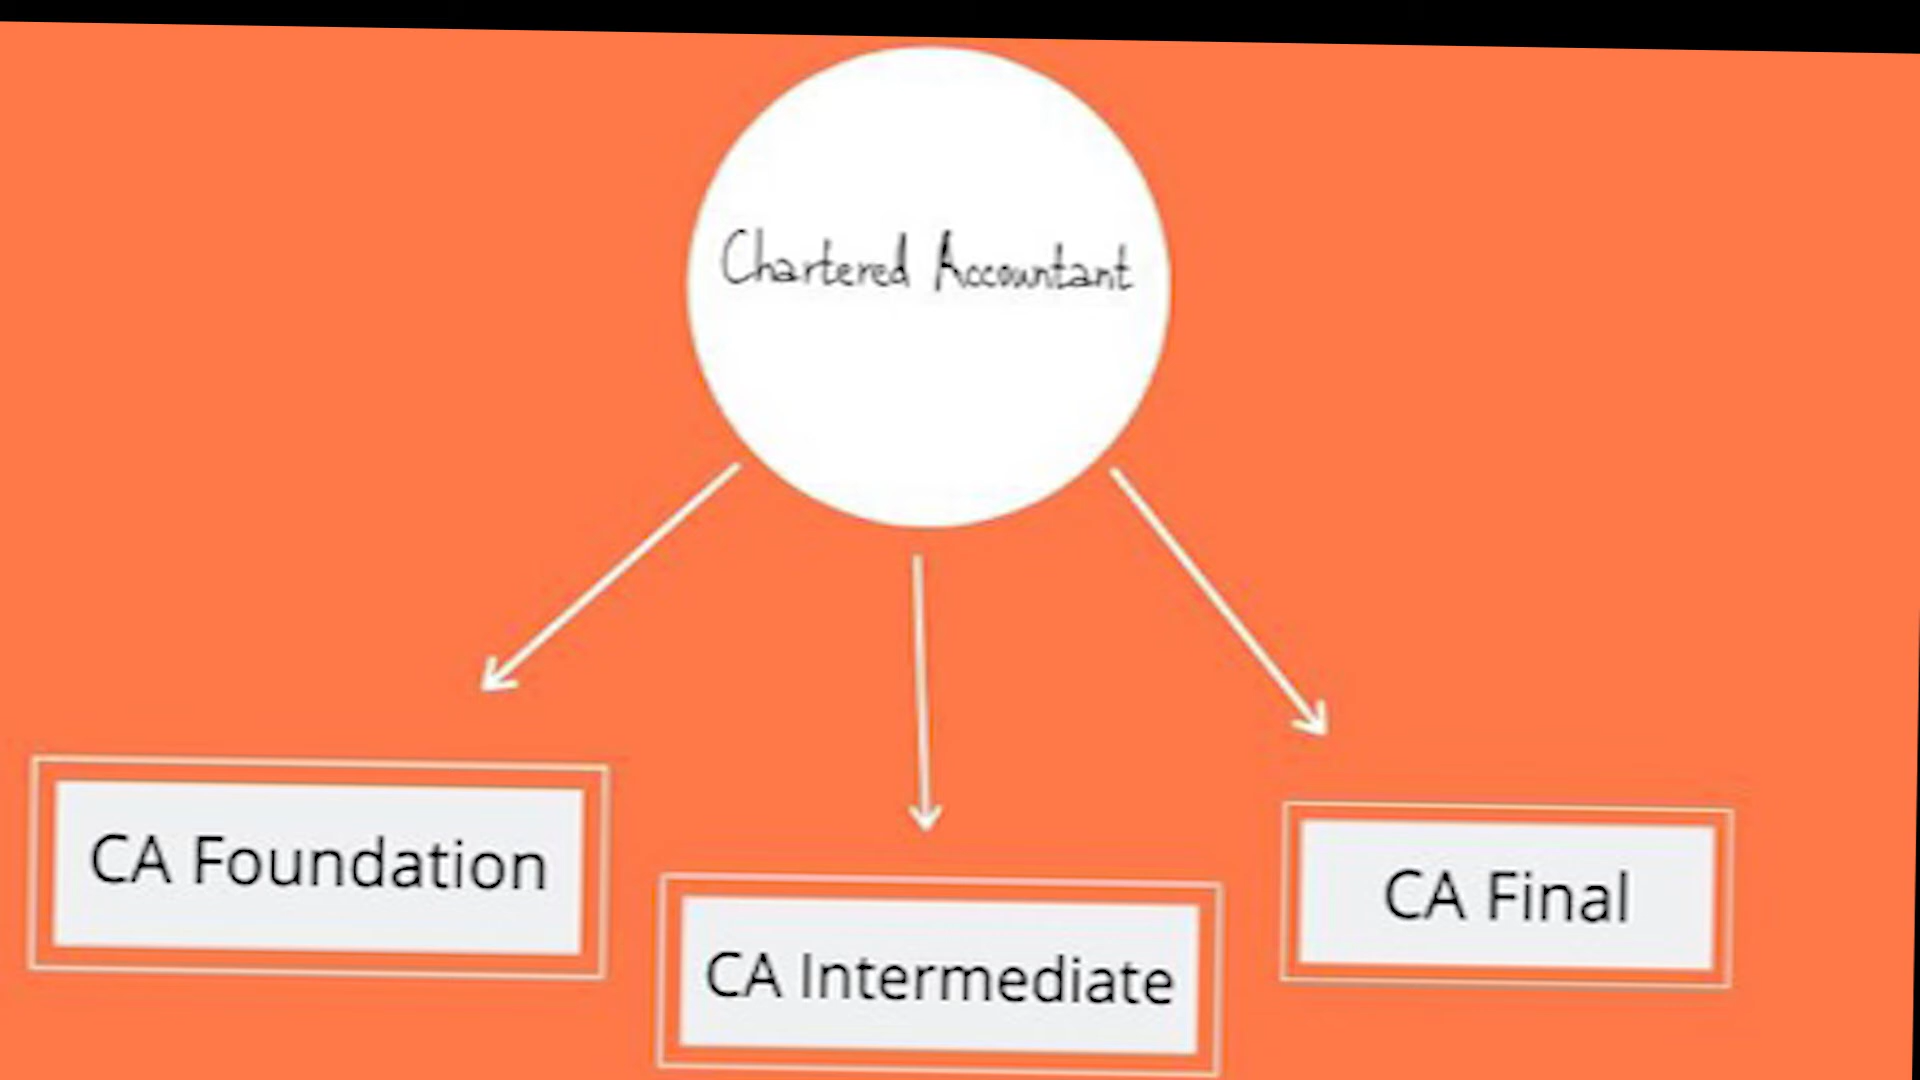 Chartered Accountant
CA Foundation
CA Intermediate
CA Final